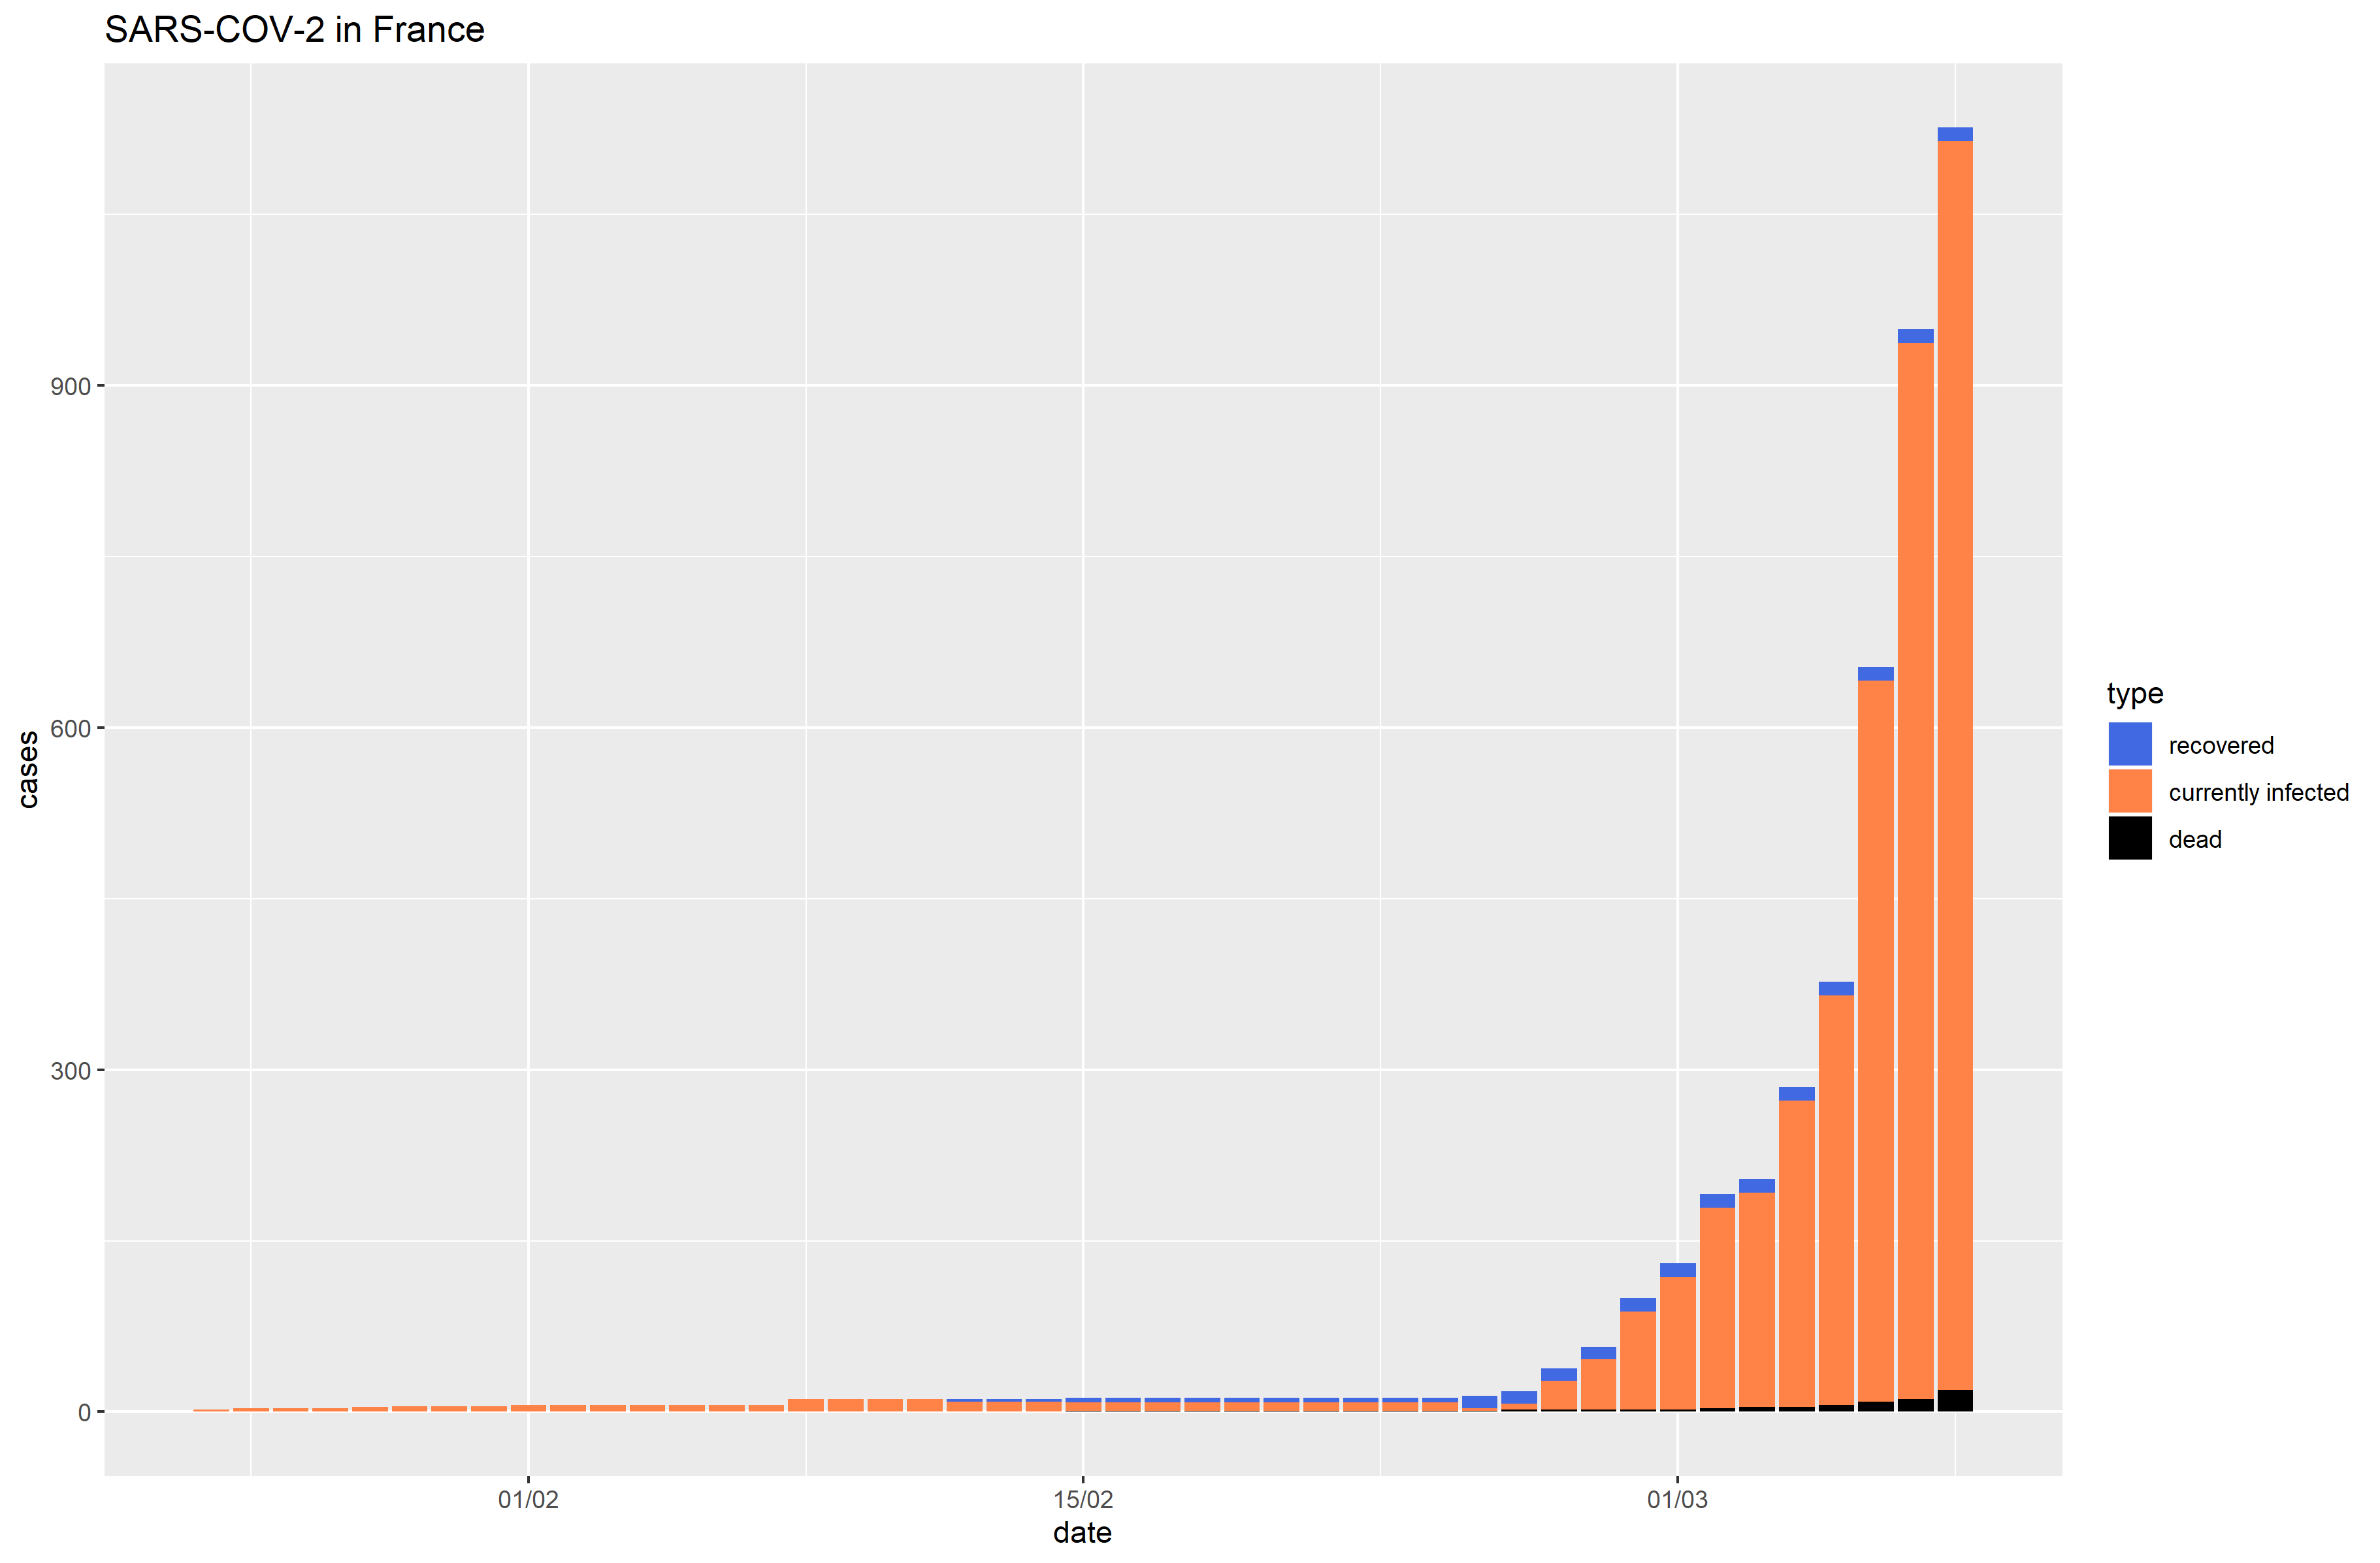 SARS-COV-2 in France
900
600
300
0
cases
01/02
15/02
01/03
date
type
recovered
currently infected
dead